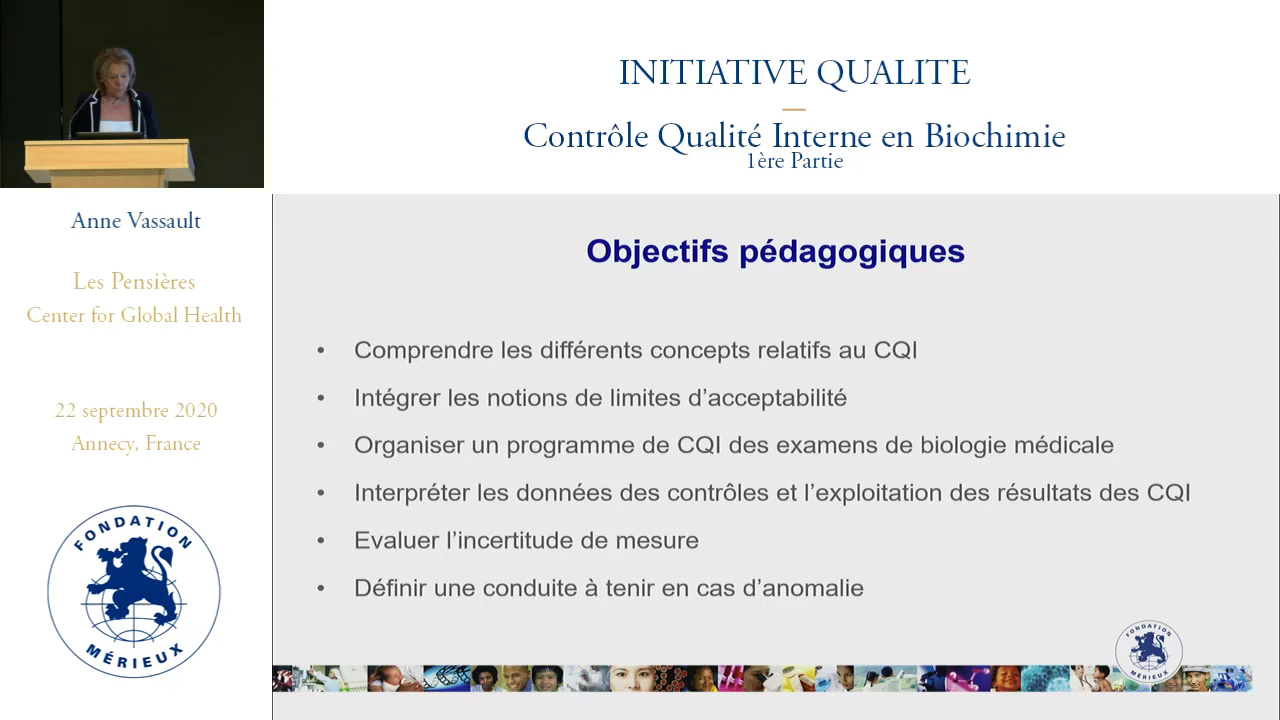 INITIATIVE QUALITE
Contrôle Qualité Interne en Biochimie
1ère Partie
Anne Vassault
Les Pensières
Center for Global Health
22 septembre 2020
Annecy, France
FONDATION
MÉRIEUX
Objectifs pédagogiques
• Comprendre les différents concepts relatifs au CQI
• Intégrer les notions de limites d’acceptabilité
• Organiser un programme de CQI des examens de biologie médicale
• Interpréter les données des contrôles et l’exploitation des résultats des CQI
• Evaluer l’incertitude de mesure
• Définir une conduite à tenir en cas d’anomalie
FONDATION
MÉRIEUX